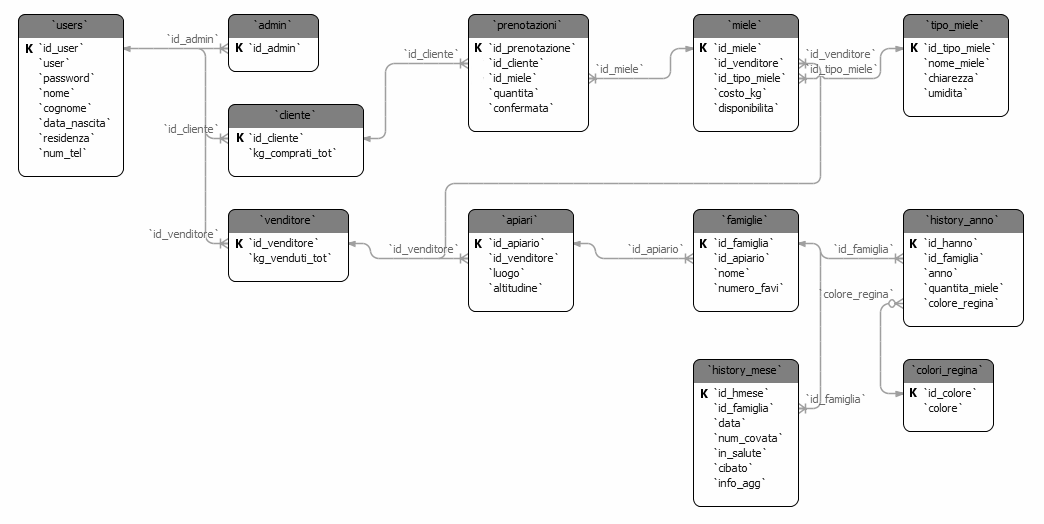 `users`
K `id_user`
`user`
`password`
`nome`
`cognome`
`data_nascita`
`residenza`
`num_tel`
`id_admin`
`id_cliente`
`id_venditore`
`admin`
K `id_admin`
`cliente`
K `id_cliente`
`kg_comprati_tot`
`venditore`
K `id_venditore`
`kg_venduti_tot`
`id_cliente`
`id_venditore`
`prenotazioni`
K `id_prenotazione`
`id_cliente`
`id_miele`
`quantita`
`confermata`
`id_miele`
`apiari`
K `id_apiario`
`id_venditore`
`luogo`
`altitudine`
`id_apiario`
`miele`
K `id_miele`
`id_venditore`
`id_tipo_miele`
`costo_kg`
`disponibilita`
`id_venditore`
`id_tipo_miele`
`tipo_miele`
K `id_tipo_miele`
`nome_miele`
`chiarezza`
`umidita`
`famiglie`
K `id_famiglia`
`id_apiario`
`nome`
`numero_favi`
`id_famiglia`
`colore_regina`
`history_anno`
K `id_hanno`
`id_famiglia`
`anno`
`quantita_miele`
`colore_regina`
`history_mese`
K `id_hmese`
`id_famiglia`
`data`
`num_covata`
`in_salute`
`cibato`
`info_agg`
`id_famiglia`
`colori_regina`
K `id_colore`
`colore`